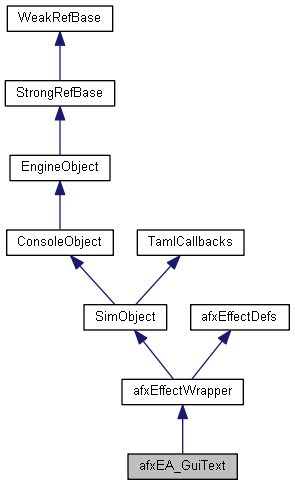 WeakRefBase
StrongRefBase
EngineObject
ConsoleObject
TamlCallbacks
SimObject
afxEffectDefs
afxEffectWrapper
afxEA_GuiText